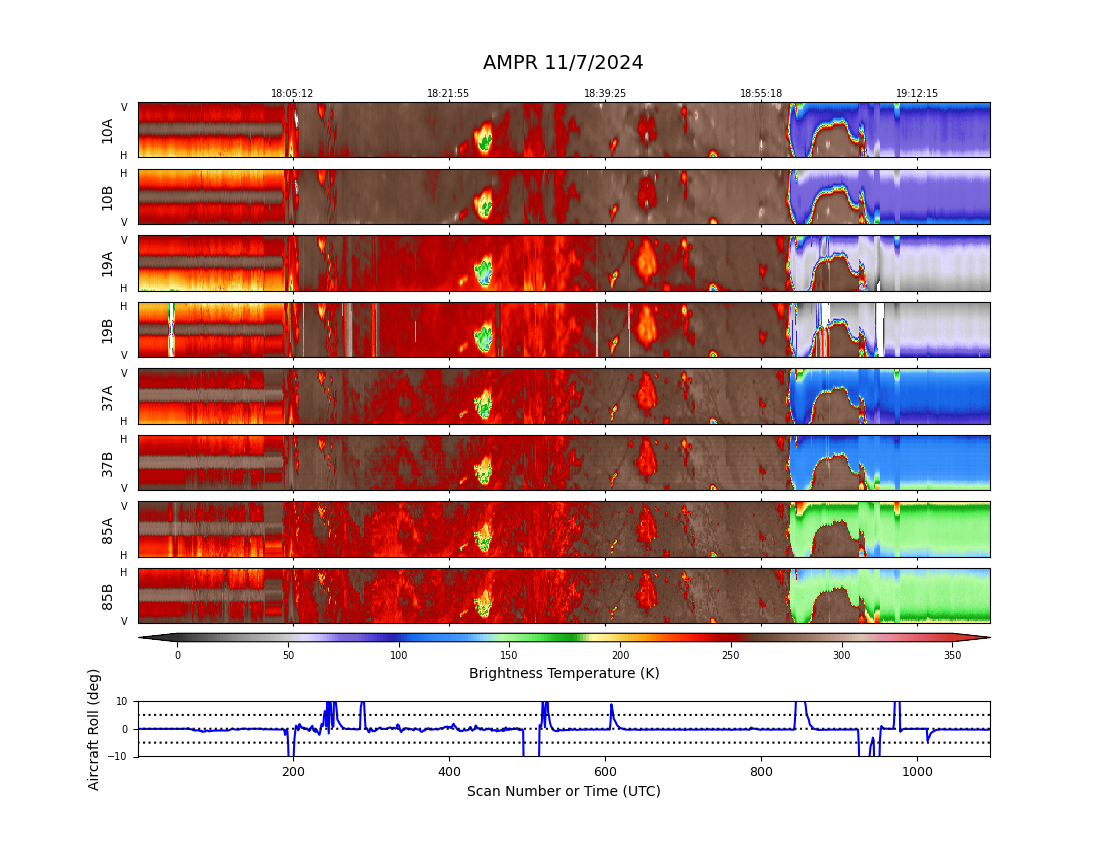 AMPR 11/7/2024
18:05:12 18:21:55 18:39:25 18:55:18 19:12:15
V
10A
H
H
10B
V
V
19A
H
H
19B
V
V
37A
H
H
37B
V
V
85A
H
H
85B
V
0 50 100 150 200 250 300 350
Brightness Temperature (K)
Aircraft Roll (deg)
10
0
−10
200 400 600 800 1000
Scan Number or Time (UTC)